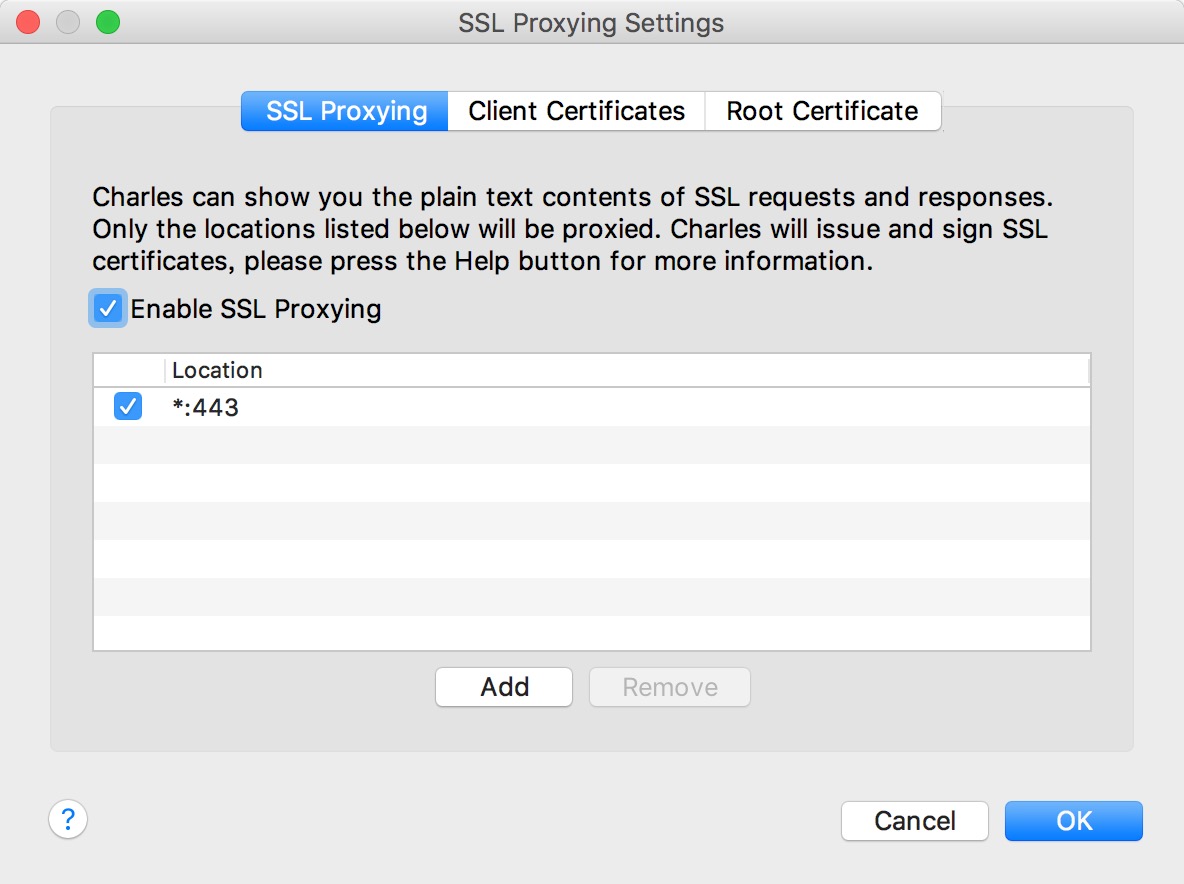 SSL Proxying Settings
SSL Proxying Client Certificates Root Certificate
Charles can show you the plain text contents of SSL requests and responses.
Only the locations listed below will be proxied. Charles will issue and sign SSL
certificates, please press the Help button for more information.
Enable SSL Proxying
Location
*:443
Add Remove
? Cancel OK